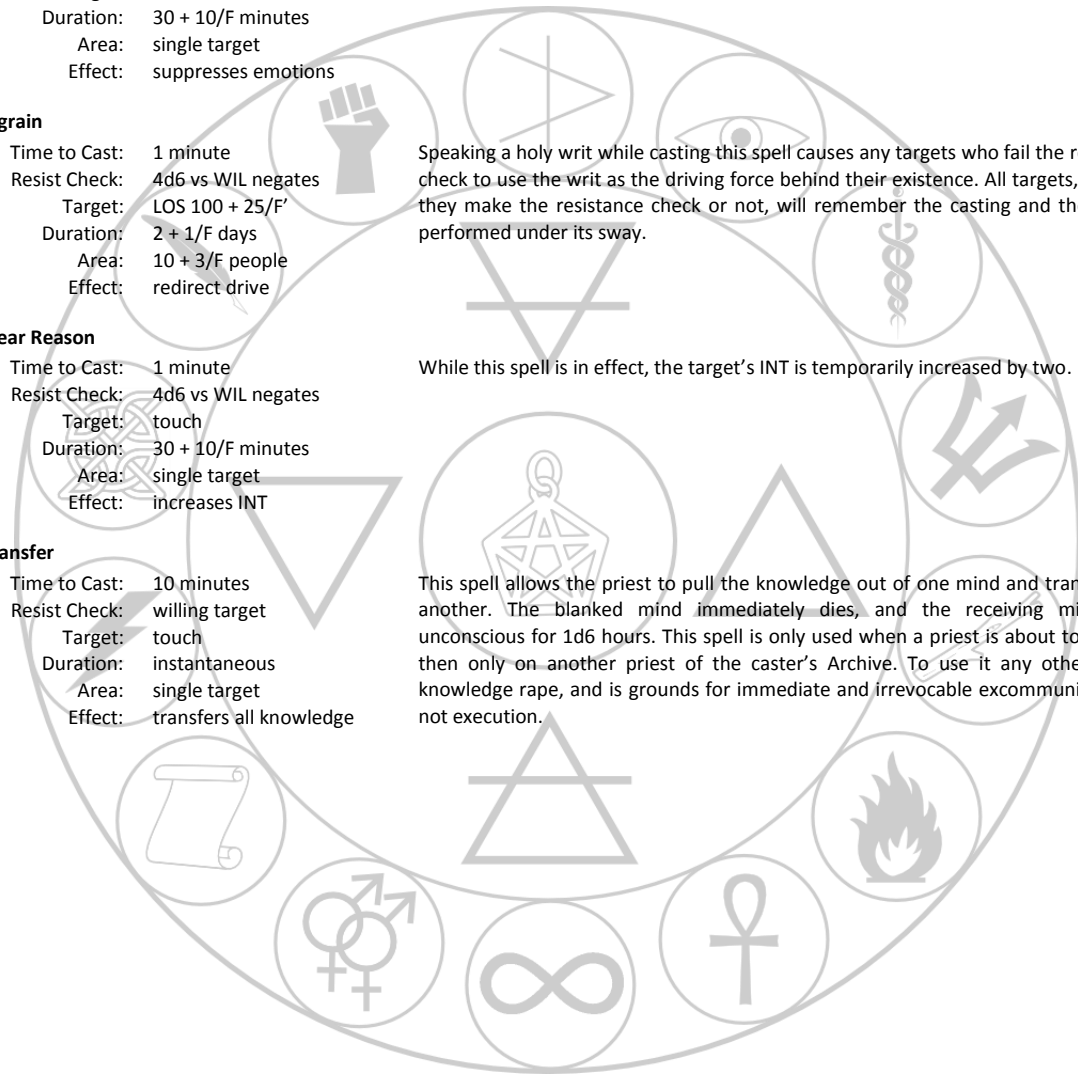 Duration: 30 + 10/F minutes
Area: single target
Effect: suppresses emotions
grain
Time to Cast: 1 minute
Resist Check: 4d6 vs WIL negates
Target: LOS 100 + 25/F’
Duration: 2 + 1/F days
Area: 10 + 3/F people
Effect: redirect drive
Speaking a holy writ while casting this spell causes any targets who fail the r
check to use the writ as the driving force behind their existence. All targets,
they make the resistance check or not, will remember the casting and the
performed under its sway.
ear Reason
Time to Cast: 1 minute
Resist Check: 4d6 vs WIL negates
Target: touch
Duration: 30 + 10/F minutes
Area: single target
Effect: increases INT
While this spell is in effect, the target’s INT is temporarily increased by two.
ansfer
Time to Cast: 10 minutes
Resist Check: willing target
Target: touch
Duration: instantaneous
Area: single target
Effect: transfers all knowledge
This spell allows the priest to pull the knowledge out of one mind and tran
another. The blanked mind immediately dies, and the receiving mi
unconscious for 1d6 hours. This spell is only used when a priest is about to
then only on another priest of the caster’s Archive. To use it any othe
knowledge rape, and is grounds for immediate and irrevocable excommuni
not execution.